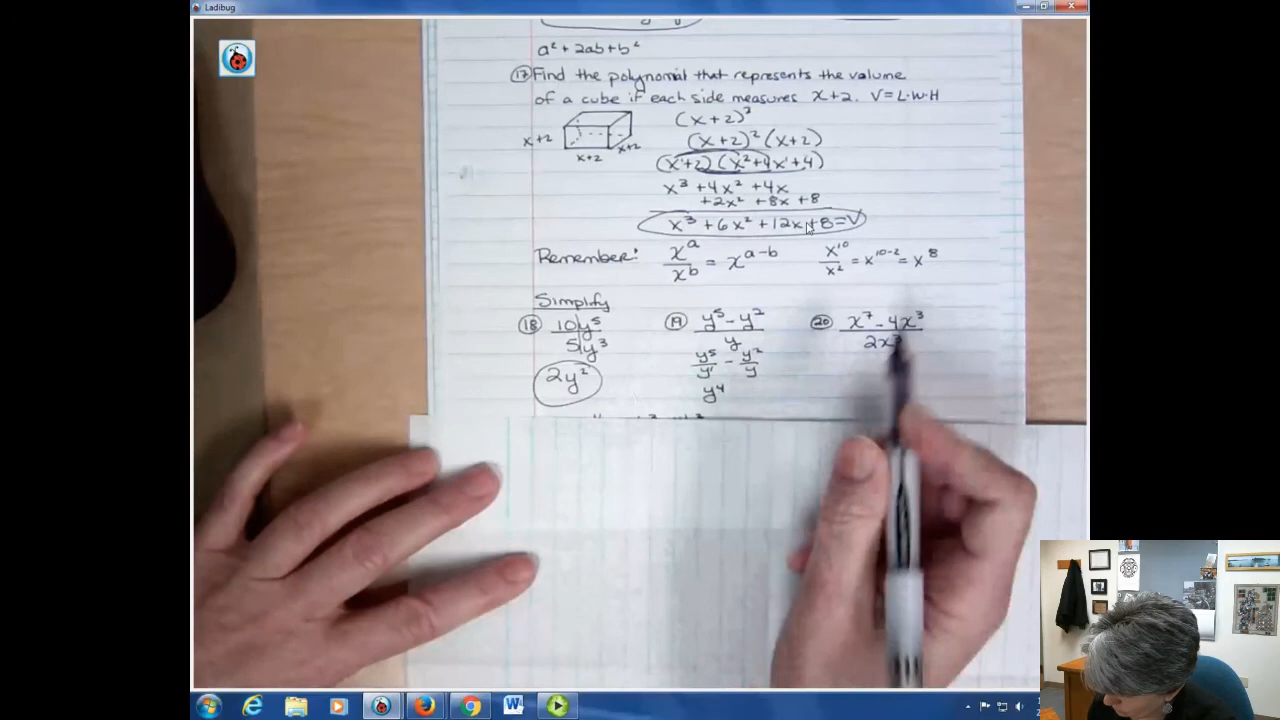 Ladibug
a² + 2ab + b²
17 Find the polynomial that represents the volume
of a cube if each side measures x+2. V=L·W·H
(x+2)³
x+2 (x+2)²(x+2)
x+2 x+2 (x+2)(x²+4x+4)
x³ +4x² +4x
+2x² +8x +8
x³ +6x² +12x +8=V
Remember: xᵃ/xᵇ = xᵃ⁻ᵇ x¹⁰/x² = x¹⁰⁻² = x⁸
Simplify
18 10y⁵/5y³ 19 y⁵-y²/y 20 x⁷-4x³/2x³
y⁵/y¹ - y²/y
2y² y⁴